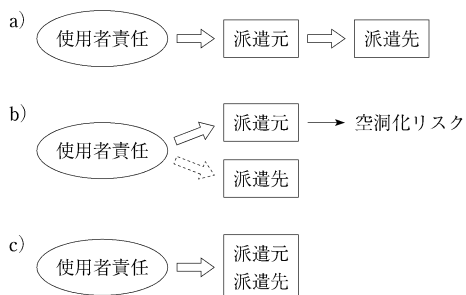 a) 使用者責任 派遣元 派遣先
b) 使用者責任 派遣元 空洞化リスク
派遣先
c) 使用者責任 派遣元
派遣先